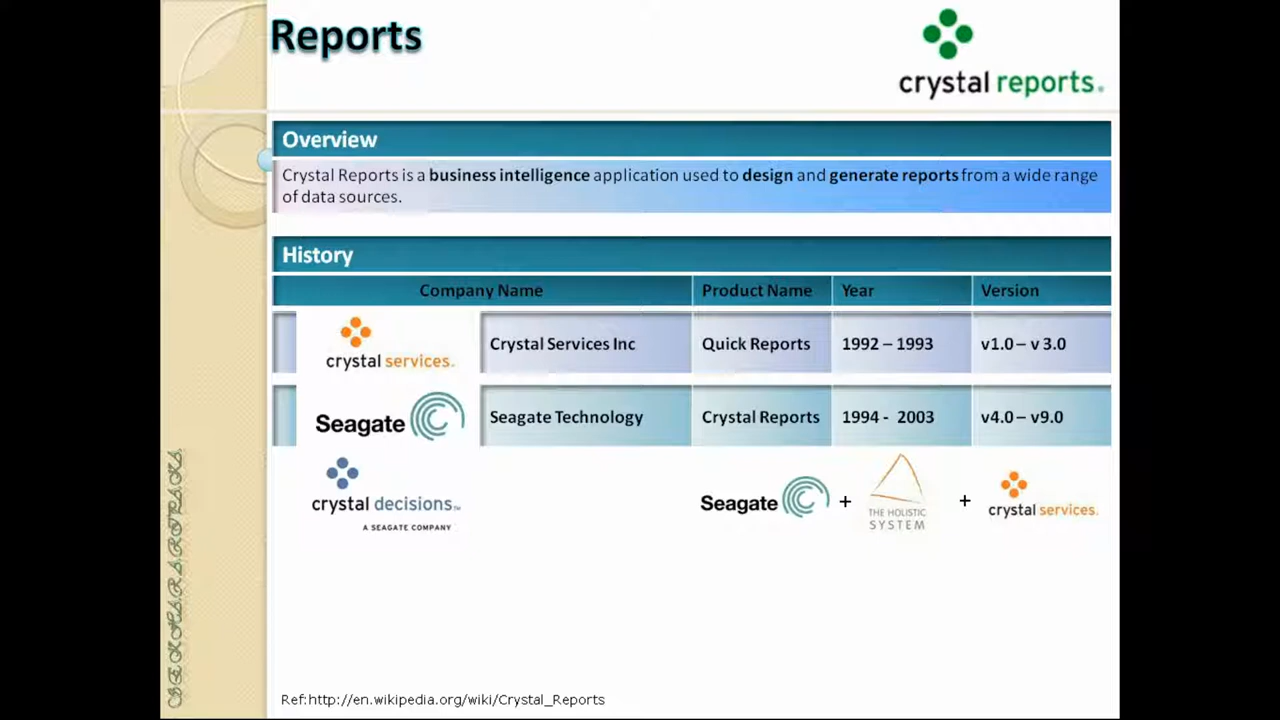 Reports
crystal reports.
Overview
Crystal Reports is a business intelligence application used to design and generate reports from a wide range
of data sources.
History
Company Name Product Name Year Version
crystal services.
Crystal Services Inc Quick Reports 1992 – 1993 v1.0 – v 3.0
Seagate
Seagate Technology Crystal Reports 1994 - 2003 v4.0 – v9.0
crystal decisions™
A SEAGATE COMPANY
Seagate + THE HOLISTIC SYSTEM + crystal services.
Ref:http://en.wikipedia.org/wiki/Crystal_Reports